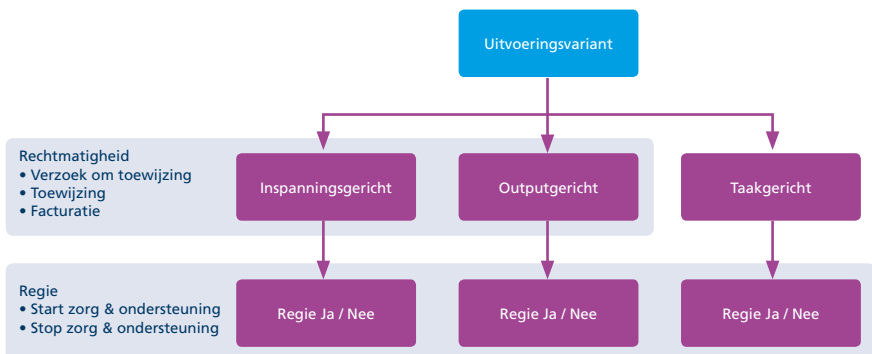 Uitvoeringsvariant
Rechtmatigheid
• Verzoek om toewijzing
• Toewijzing
• Facturatie
Inspanningsgericht
Outputgericht
Taakgericht
Regie
• Start zorg & ondersteuning
• Stop zorg & ondersteuning
Regie Ja / Nee
Regie Ja / Nee
Regie Ja / Nee